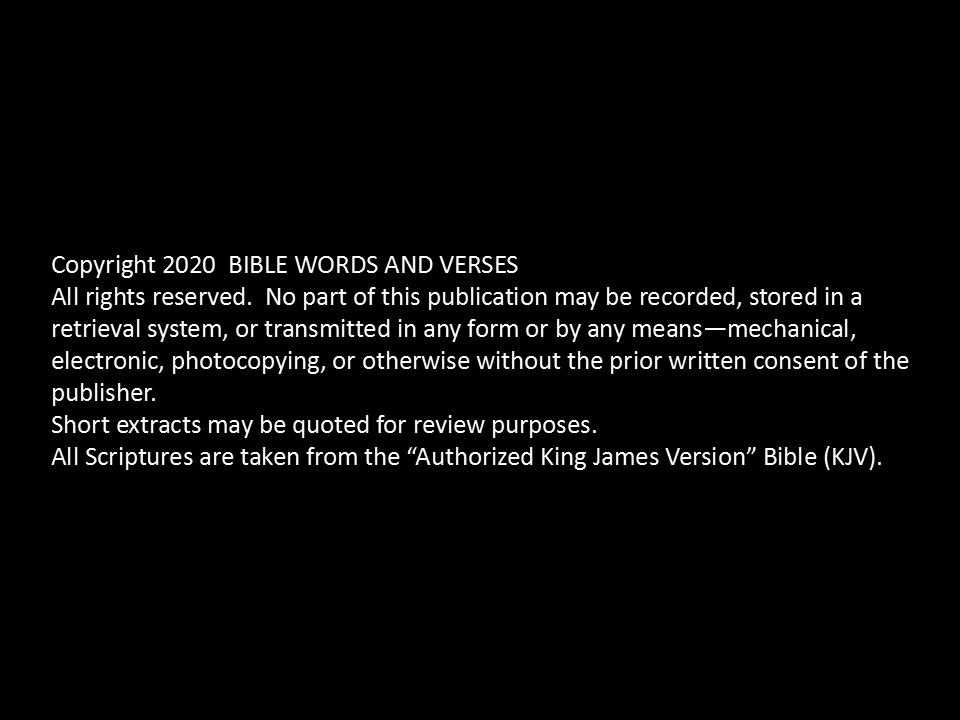 Copyright 2020  BIBLE WORDS AND VERSES
All rights reserved.  No part of this publication may be recorded, stored in a
retrieval system, or transmitted in any form or by any means—mechanical,
electronic, photocopying, or otherwise without the prior written consent of the
publisher.
Short extracts may be quoted for review purposes.
All Scriptures are taken from the “Authorized King James Version” Bible (KJV).